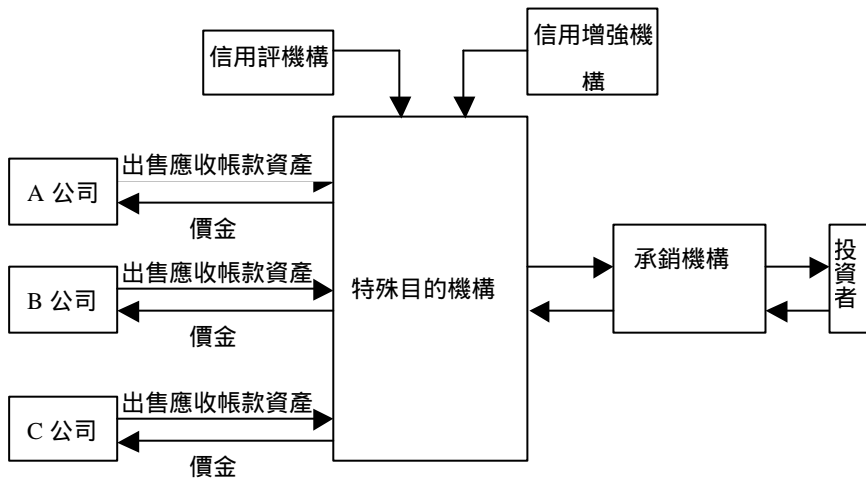 信用評機構
信用增強機
構
出售應收帳款資產
A 公司
價金
出售應收帳款資產
B 公司
價金
出售應收帳款資產
C 公司
價金
特殊目的機構
承銷機構
投
資
者